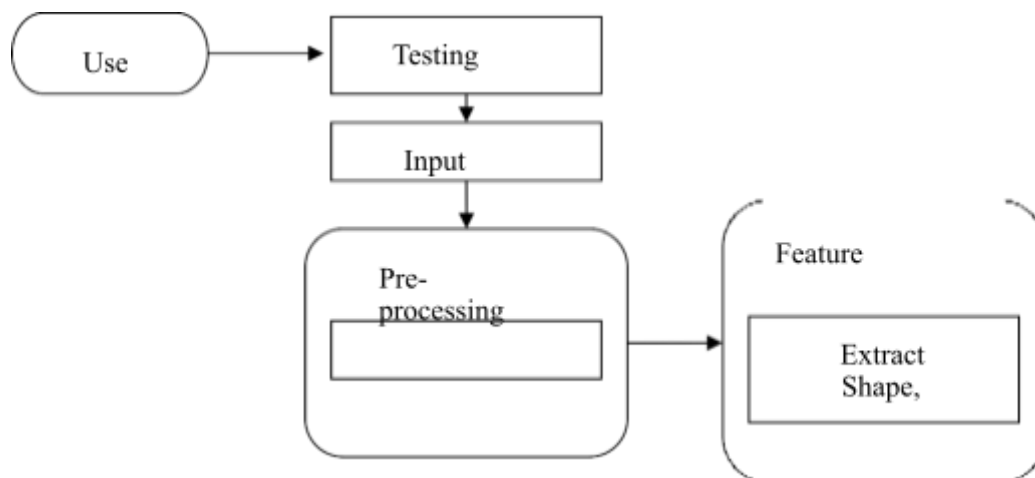 Use
Testing
Input
Pre-
processing
Feature
Extract
Shape,